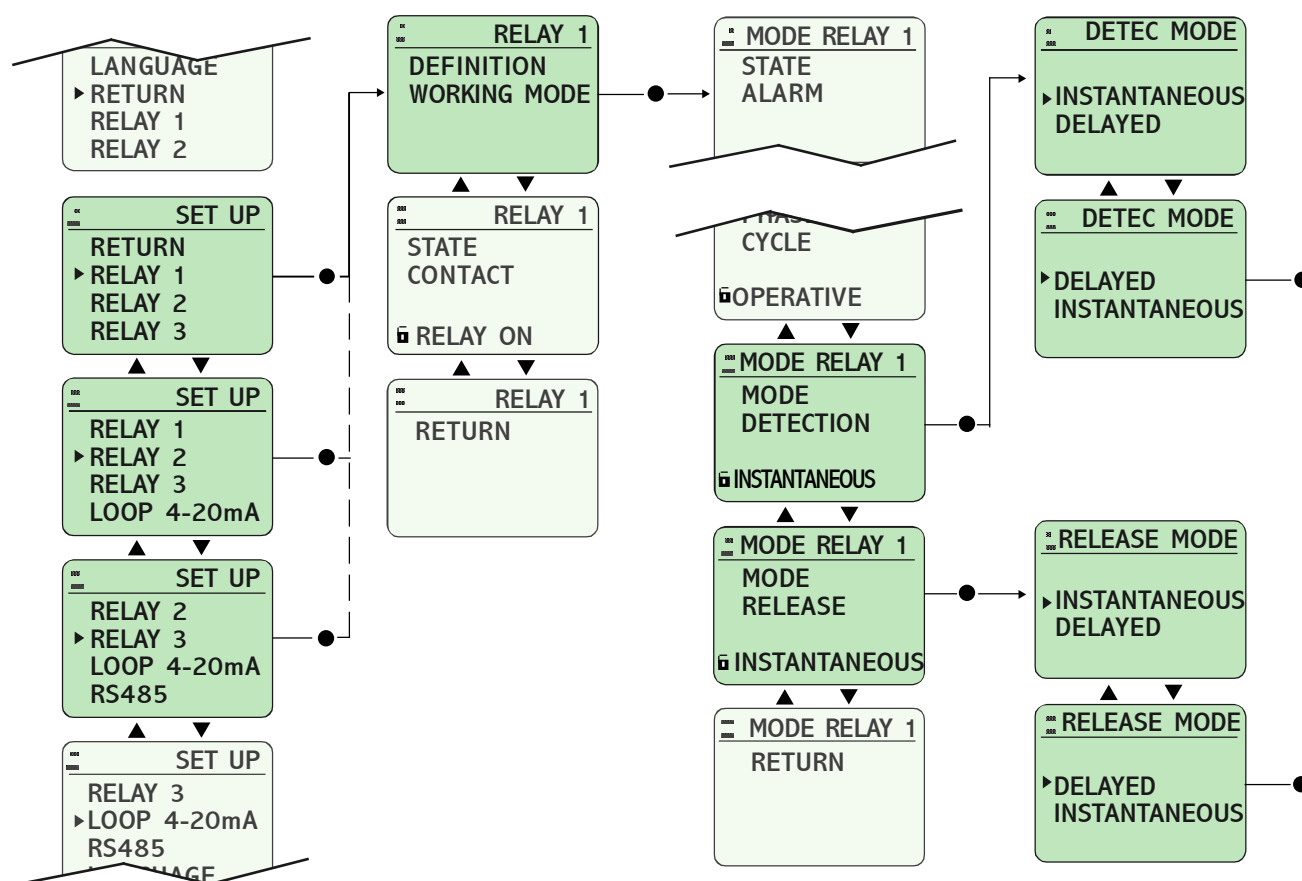 LANGUAGE
RETURN
RELAY 1
RELAY 2
SET UP
RETURN
RELAY 1
RELAY 2
RELAY 3
SET UP
RELAY 1
RELAY 2
RELAY 3
LOOP 4-20mA
SET UP
RELAY 2
RELAY 3
LOOP 4-20mA
RS485
SET UP
RELAY 3
LOOP 4-20mA
RS485
RELAY 1
DEFINITION
WORKING MODE
RELAY 1
STATE
CONTACT
RELAY ON
RELAY 1
RETURN
MODE RELAY 1
STATE
ALARM
CYCLE
OPERATIVE
MODE RELAY 1
MODE
DETECTION
INSTANTANEOUS
MODE RELAY 1
MODE
RELEASE
INSTANTANEOUS
MODE RELAY 1
RETURN
DETEC MODE
INSTANTANEOUS
DELAYED
DETEC MODE
DELAYED
INSTANTANEOUS
RELEASE MODE
INSTANTANEOUS
DELAYED
RELEASE MODE
DELAYED
INSTANTANEOUS